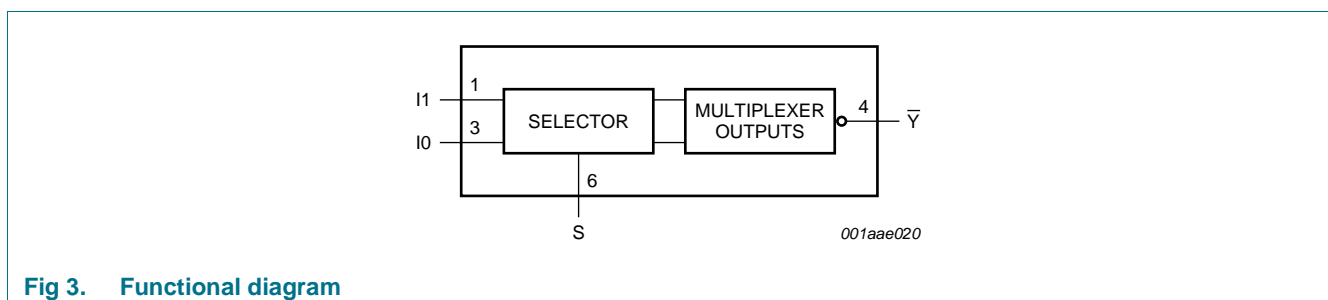 I1
1
I0
3
SELECTOR
MULTIPLEXER
OUTPUTS
4
Y̅
6
S
001aae020
Fig 3. Functional diagram